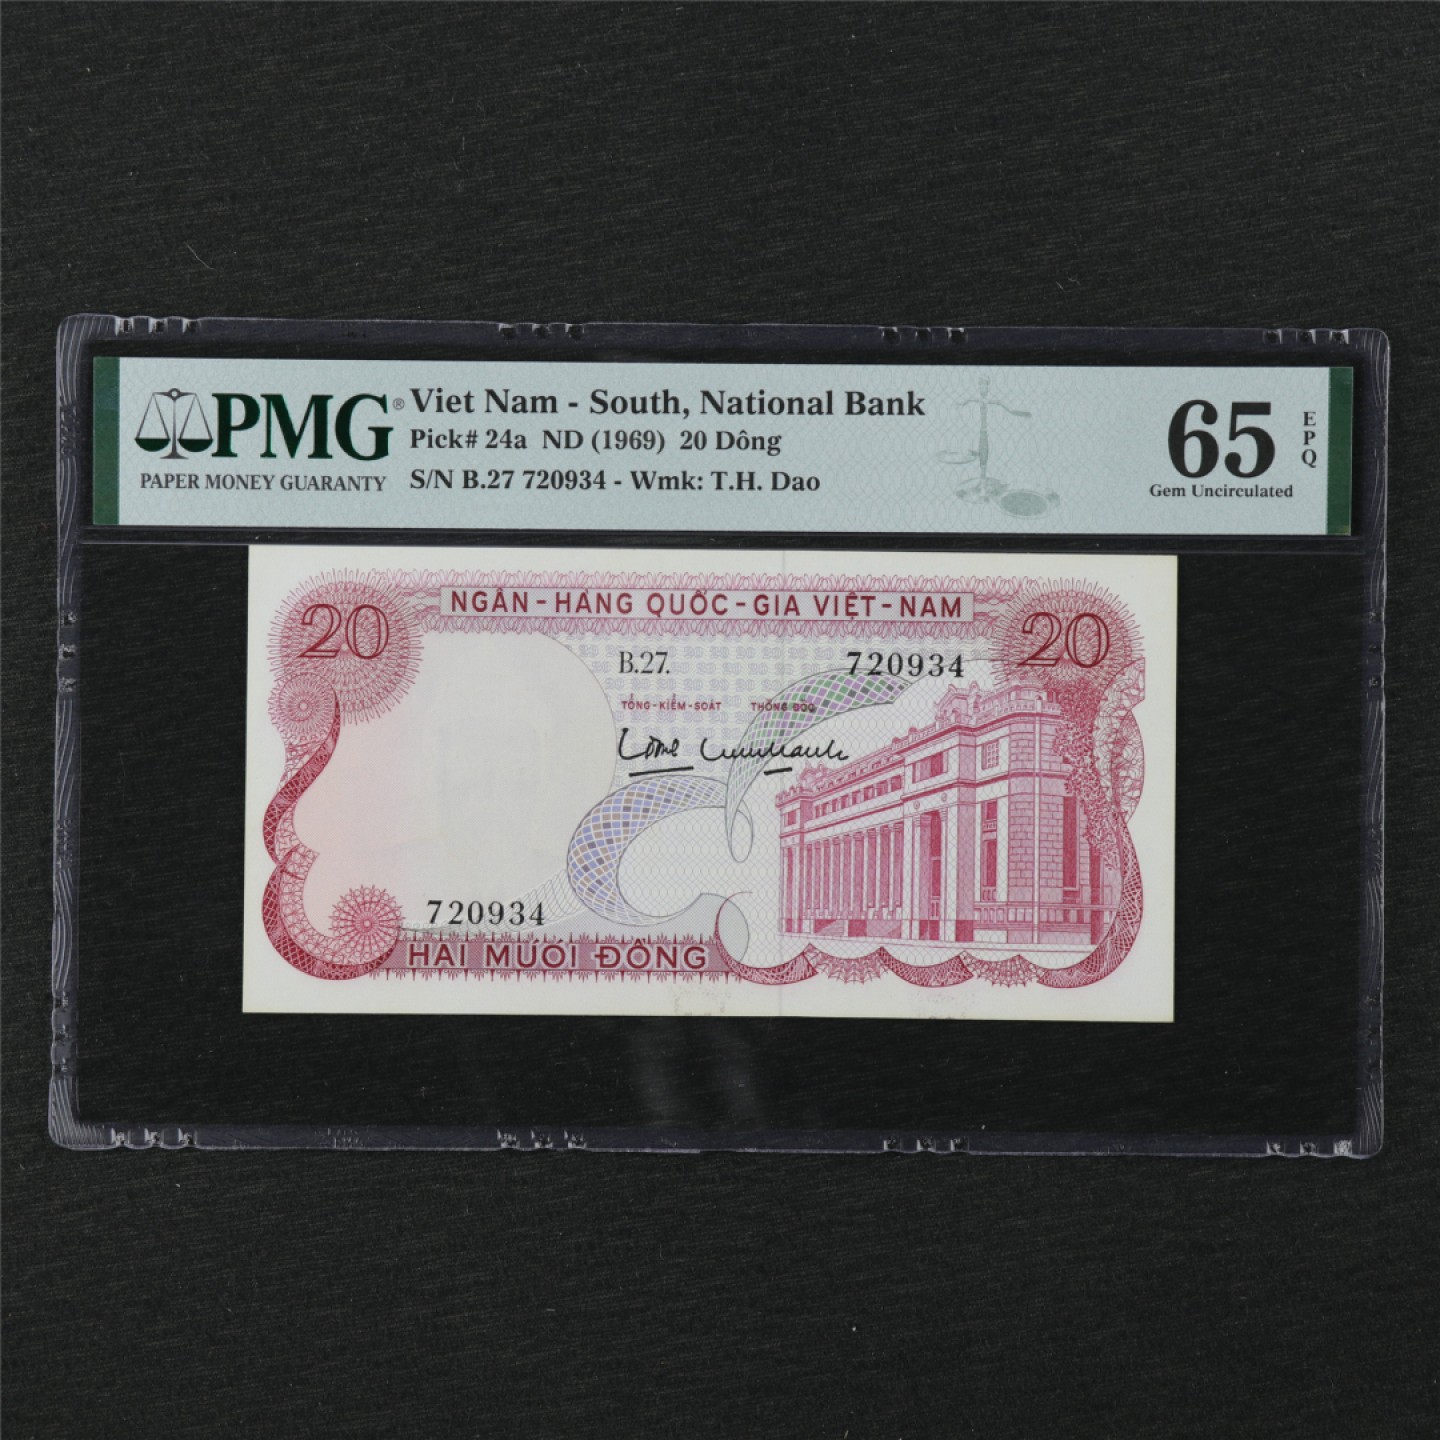 PMG®
PAPER MONEY GUARANTY
Viet Nam - South, National Bank
Pick# 24a ND (1969) 20 Dông
S/N B.27 720934 - Wmk: T.H. Dao
65
EPQ
Gem Uncirculated
NGÂN-HÀNG QUỐC-GIA VIỆT-NAM
20
20
B.27.
720934
TỔNG-KIỂM-SOÁT THỐNG ĐỐC
720934
HAI MƯƠI ĐỒNG